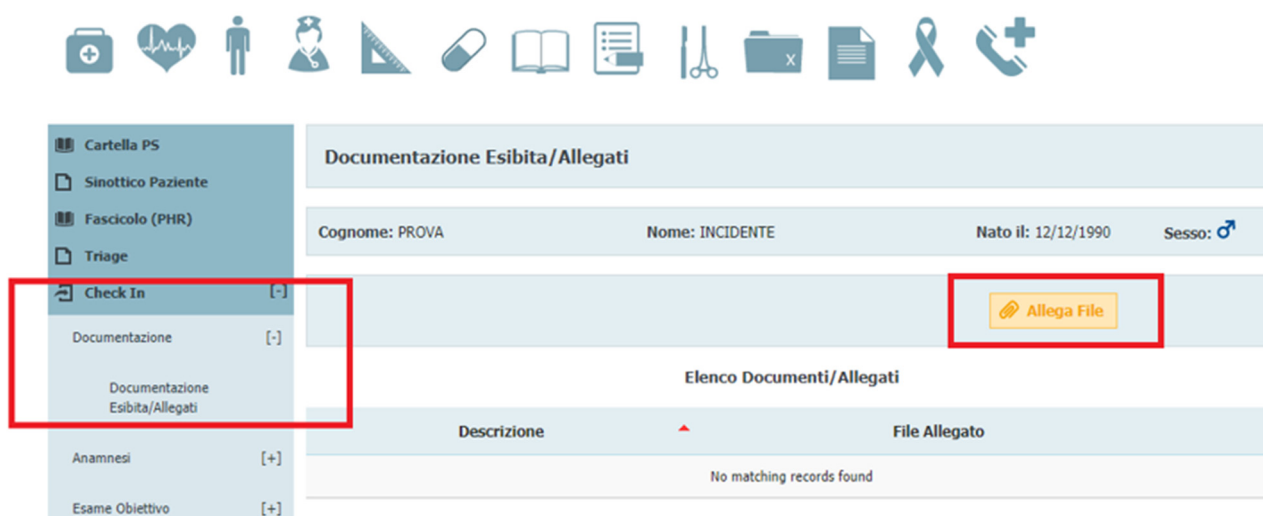 x
Cartella PS
Sinottico Paziente
Fascicolo (PHR)
Triage
Check In [-]
Documentazione [-]
Documentazione
Esibita/Allegati
Anamnesi [+]
Esame Obiettivo [+]
Documentazione Esibita/Allegati
Cognome: PROVA Nome: INCIDENTE Nato il: 12/12/1990 Sesso: ♂
Allega File
Elenco Documenti/Allegati
Descrizione File Allegato
No matching records found